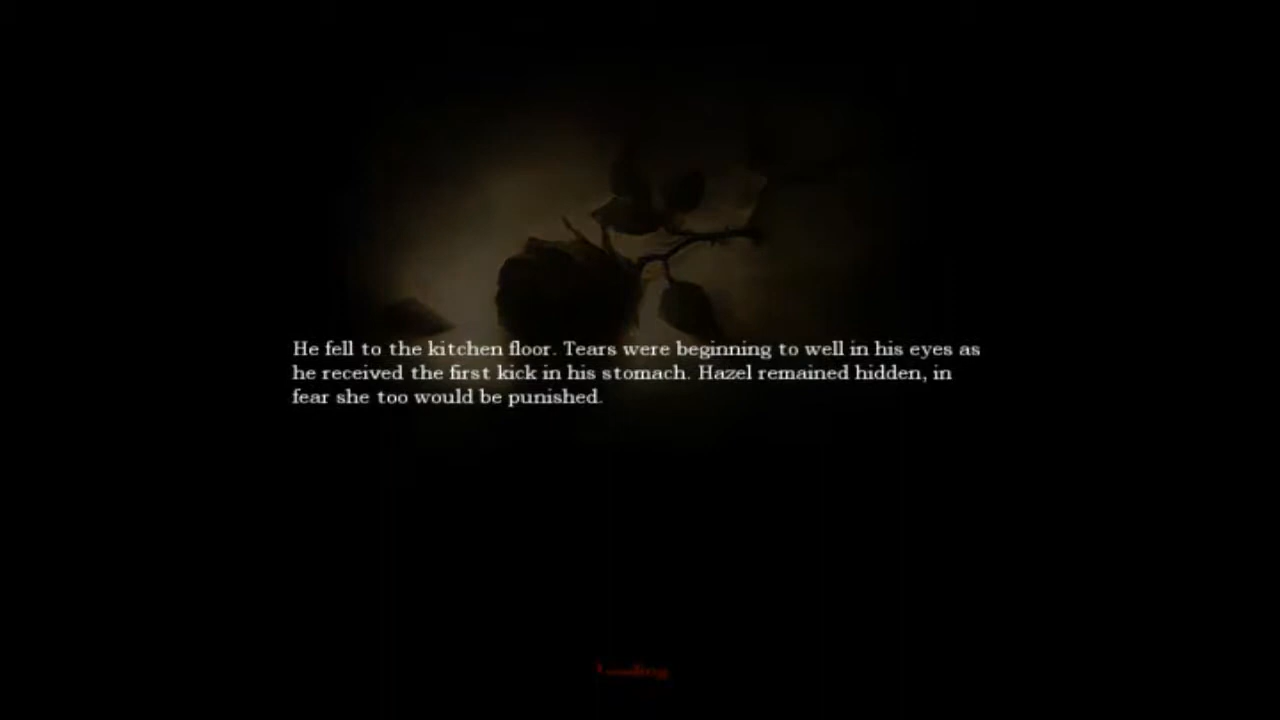 He fell to the kitchen floor. Tears were beginning to well in his eyes as
he received the first kick in his stomach. Hazel remained hidden, in
fear she too would be punished.
Loading